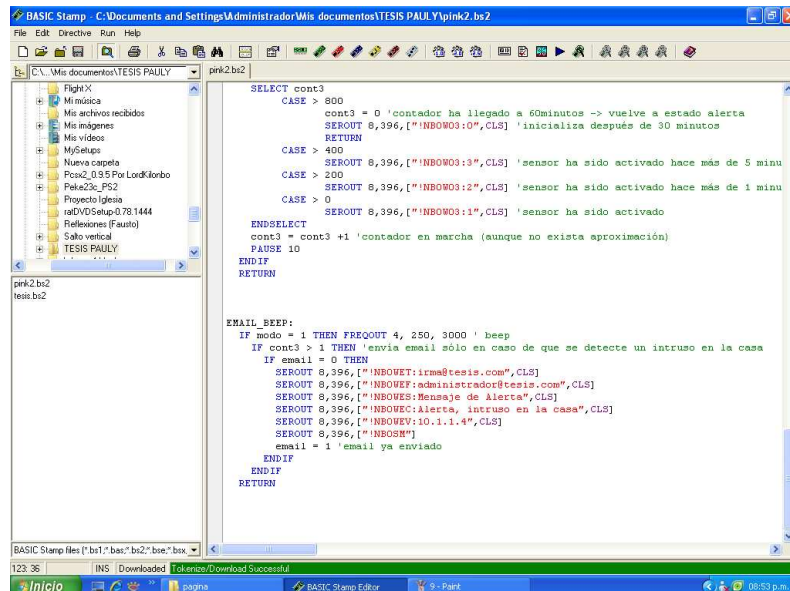 BASIC Stamp - C:\Documents and Settings\Administrador\Mis documentos\TESIS PAULY\pink2.bs2
File Edit Directive Run Help
C:\...\Mis documentos\TESIS PAULY
pink2.bs2
Flight X
Mi música
Mis archivos recibidos
Mis imágenes
Mis vídeos
MySetups
Nueva carpeta
Pcsx2_0.9.5 Por LordKilonbo
Peke23c_PS2
Proyecto Iglesia
ratDVDSetup-0.78.1444
Reflexiones (Fausto)
Salto vertical
TESIS PAULY
pink2.bs2
tesis.bs2
BASIC Stamp files (*.bs1;*.bas;*.bs2;*.bse;*.bsx,
SELECT cont3
CASE > 800
cont3 = 0 'contador ha llegado a 60minutos -> vuelve a estado alerta
SEROUT 8,396,["!NB0W03:0",CLS] 'inicializa después de 30 minutos
RETURN
CASE > 400
SEROUT 8,396,["!NB0W03:3",CLS] 'sensor ha sido activado hace más de 5 minu
CASE > 200
SEROUT 8,396,["!NB0W03:2",CLS] 'sensor ha sido activado hace más de 1 minu
CASE > 0
SEROUT 8,396,["!NB0W03:1",CLS] 'sensor ha sido activado
ENDSELECT
cont3 = cont3 +1 'contador en marcha (aunque no exista aproximación)
PAUSE 10
ENDIF
RETURN
EMAIL_BEEP:
IF modo = 1 THEN FREQOUT 4, 250, 3000 ' beep
IF cont3 > 1 THEN 'envía email sólo en caso de que se detecte un intruso en la casa
IF email = 0 THEN
SEROUT 8,396,["!NB0WET:irma@tesis.com",CLS]
SEROUT 8,396,["!NB0WEF:administrador@tesis.com",CLS]
SEROUT 8,396,["!NB0WES:Mensaje de Alerta",CLS]
SEROUT 8,396,["!NB0WEC:Alerta, intruso en la casa",CLS]
SEROUT 8,396,["!NB0WEV:10.1.1.4",CLS]
SEROUT 8,396,["!NB0SM"]
email = 1 'email ya enviado
ENDIF
ENDIF
RETURN
123: 36 INS Downloaded Tokenize/Download Successful
Inicio pagina BASIC Stamp Editor 9 - Paint 08:53 p.m.